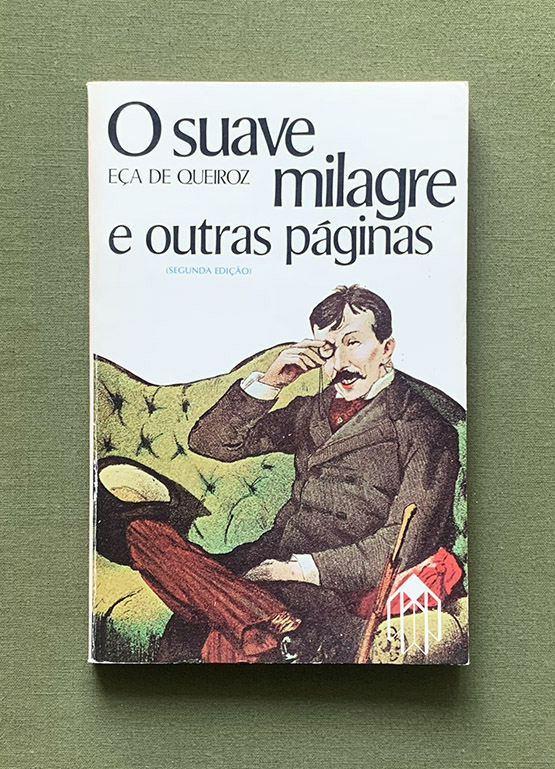 O suave
EÇA DE QUEIROZ milagre
e outras páginas
(SEGUNDA EDIÇÃO)